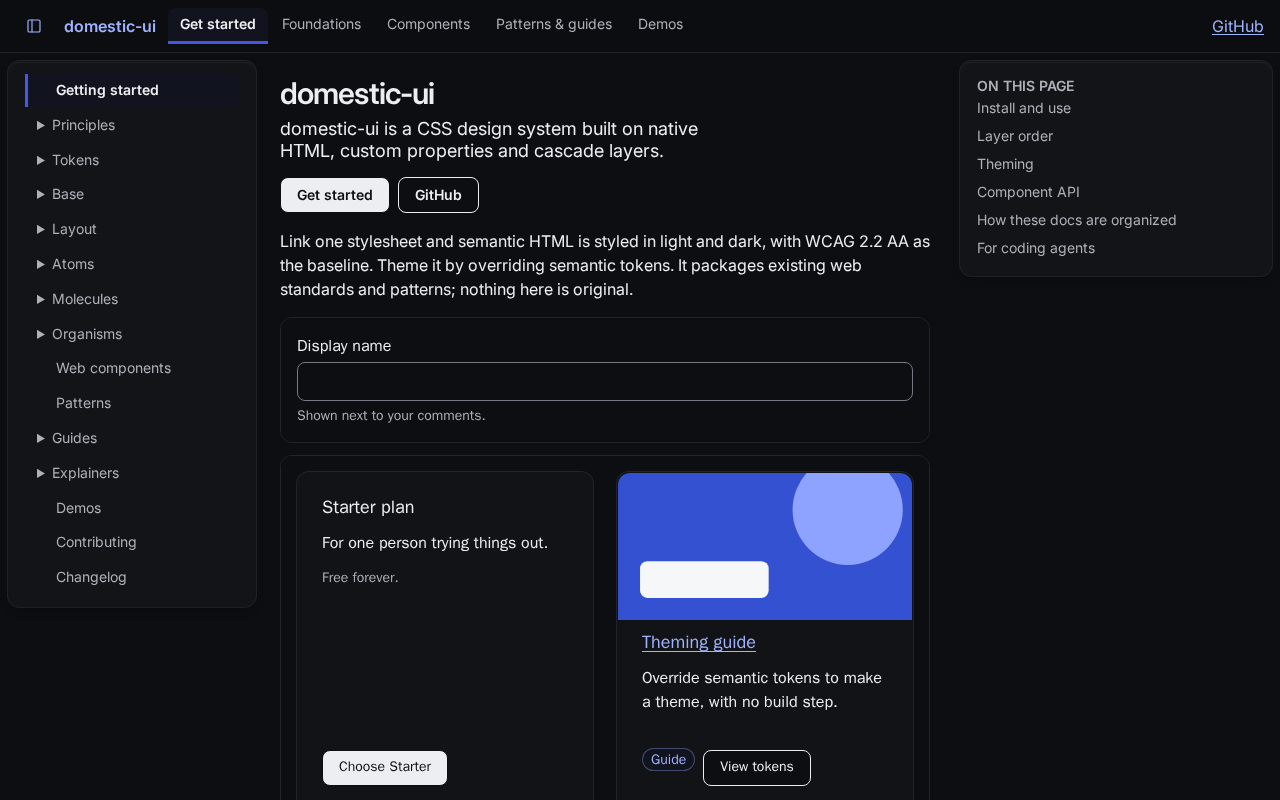 domestic-ui
Get started
Foundations
Components
Patterns & guides
Demos
GitHub
Getting started
Principles
Tokens
Base
Layout
Atoms
Molecules
Organisms
Web components
Patterns
Guides
Explainers
Demos
Contributing
Changelog
domestic-ui
domestic-ui is a CSS design system built on native
HTML, custom properties and cascade layers.
Get started
GitHub
Link one stylesheet and semantic HTML is styled in light and dark, with WCAG 2.2 AA as
the baseline. Theme it by overriding semantic tokens. It packages existing web
standards and patterns; nothing here is original.
Display name
Shown next to your comments.
Starter plan
For one person trying things out.
Free forever.
Choose Starter
Theming guide
Override semantic tokens to make
a theme, with no build step.
Guide
View tokens
ON THIS PAGE
Install and use
Layer order
Theming
Component API
How these docs are organized
For coding agents